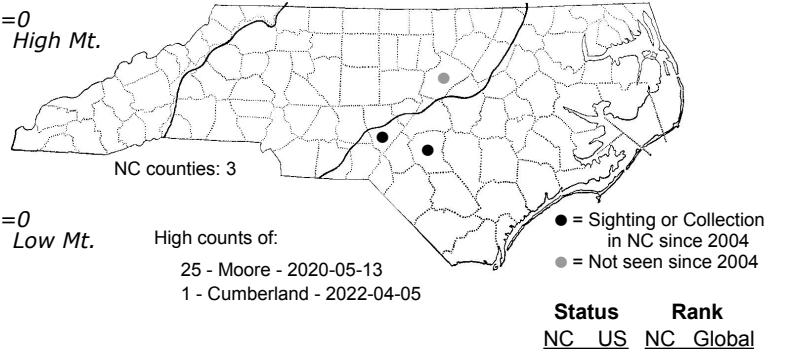 =0
High Mt.
NC counties: 3
=0
Low Mt.
High counts of:
25 - Moore - 2020-05-13
1 - Cumberland - 2022-04-05
= Sighting or Collection
in NC since 2004
= Not seen since 2004
Status Rank
NC US NC Global